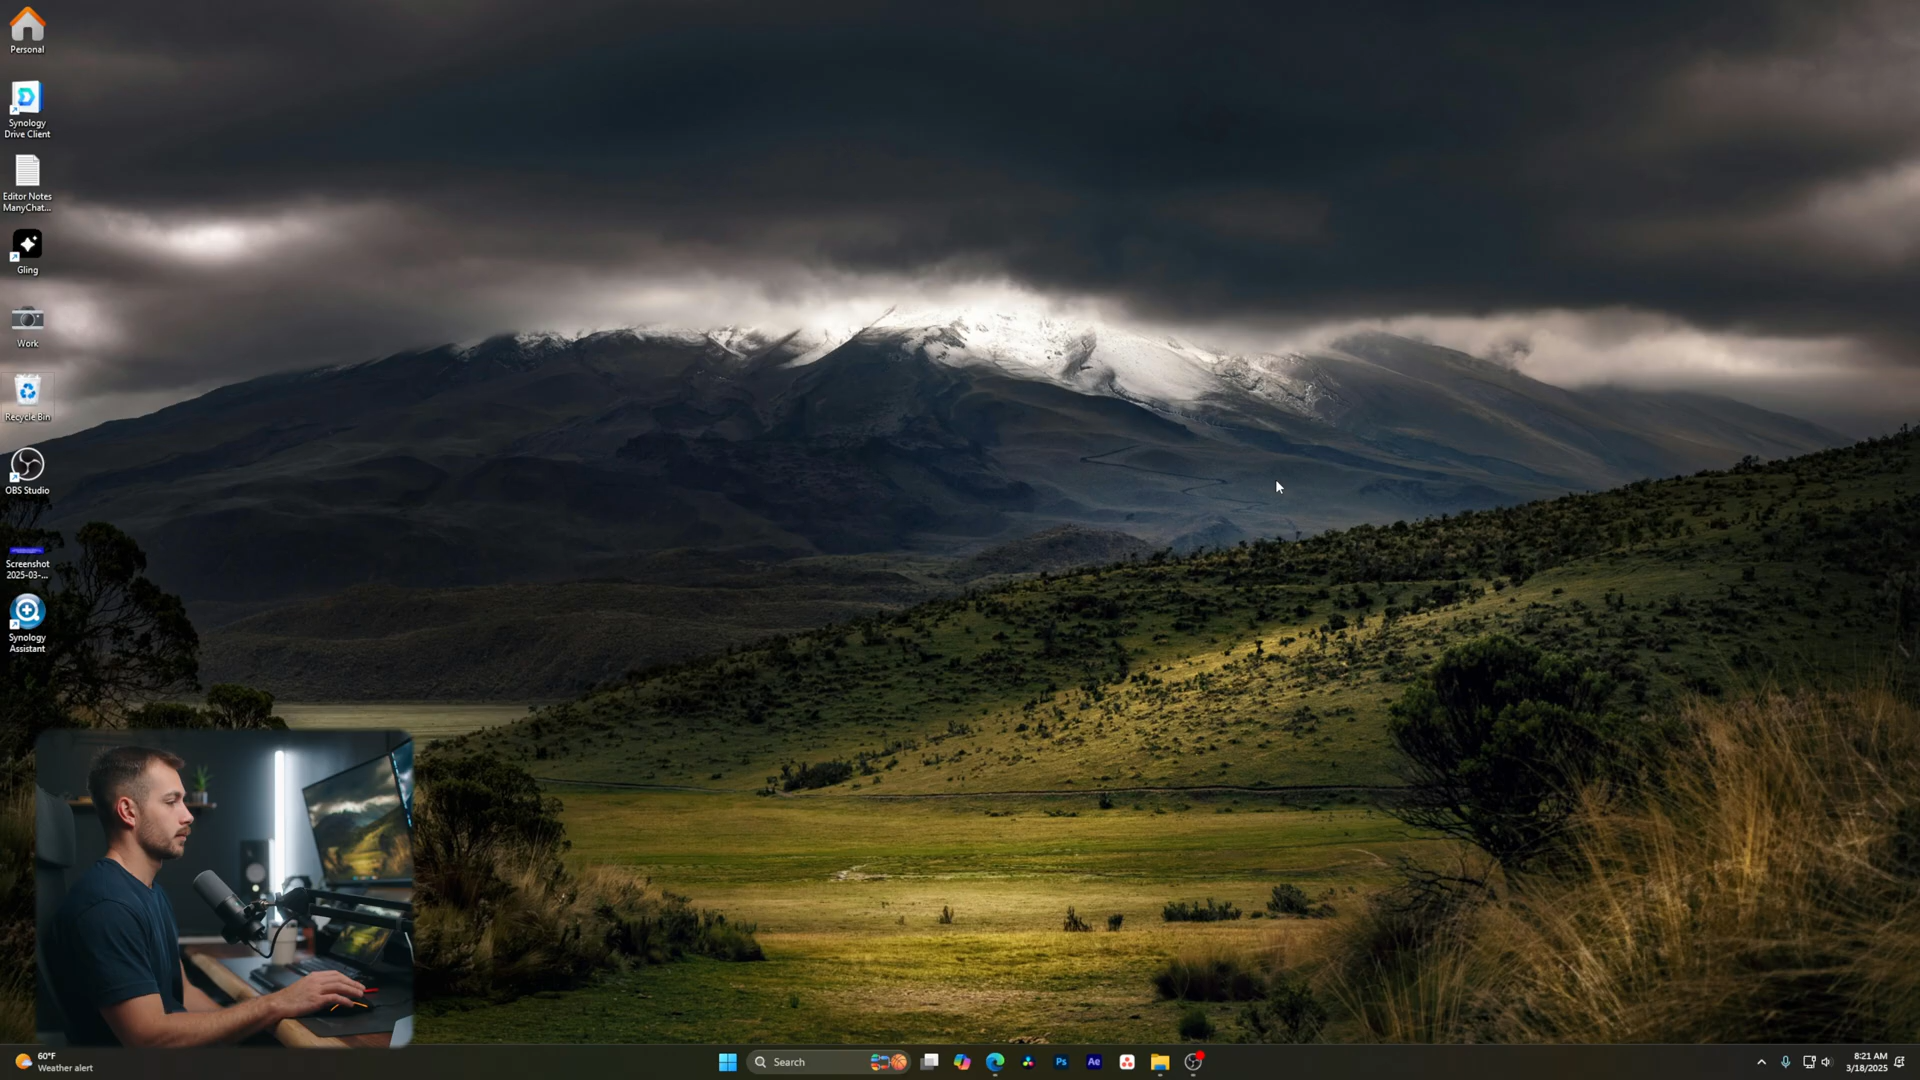 Personal
Synology
Drive Client
Editor Notes
ManyChat...
Gling
Work
Recycle Bin
OBS Studio
Screenshot
2025-03-...
Synology
Assistant
60°F
Weather alert
Search
Ps
Ae
8:21 AM
3/18/2025